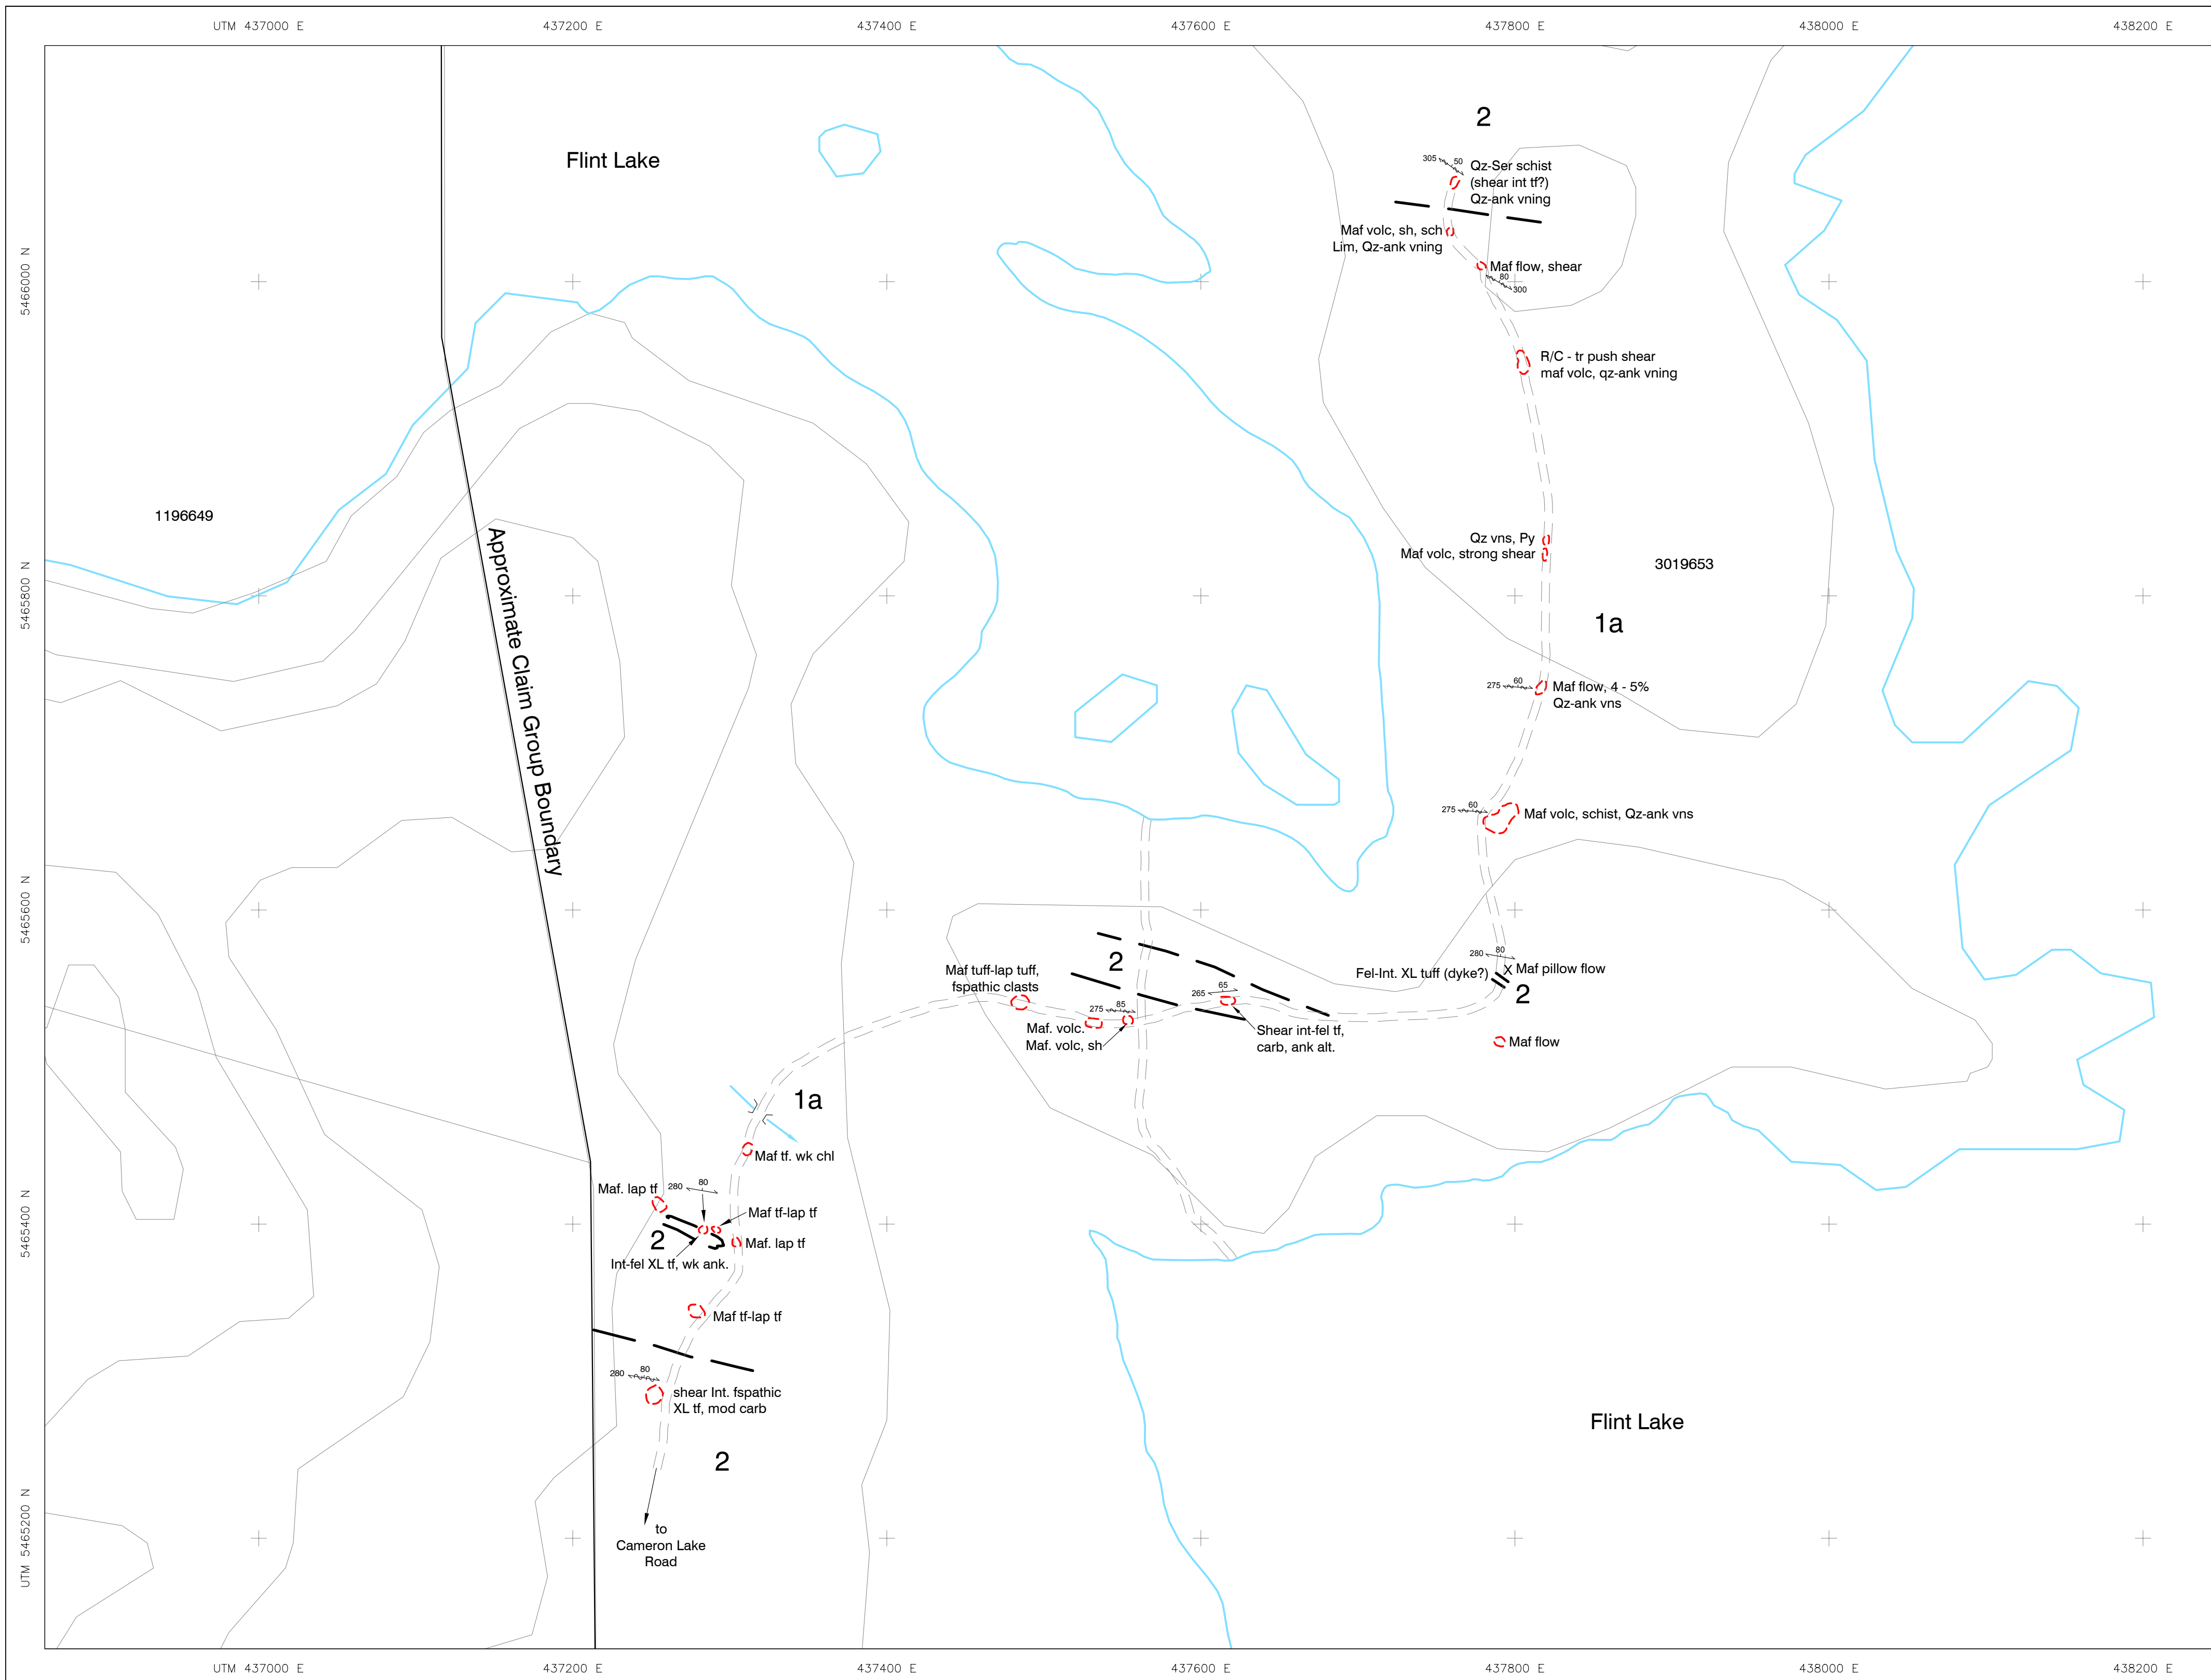 UTM 437000 E
437200 E
437400 E
437600 E
437800 E
438000 E
438200 E
2
Flint Lake
305
50
Qz-Ser schist
(shear int tf?)
Qz-ank vning
Maf volc, sh, sch
Lim, Qz-ank vning
5466000 N
Maf flow, shear
80
300
R/C - tr push shear
maf volc, qz-ank vning
1196649
Approximate Claim Group Boundary
Qz vns, Py
Maf volc, strong shear
3019653
5465800 N
1a
275
60
Maf flow, 4 - 5%
Qz-ank vns
275
60
Maf volc, schist, Qz-ank vns
5465600 N
2
280
80
X
Maf pillow flow
Fel-Int. XL tuff (dyke?)
2
Maf tuff-lap tuff,
fspathic clasts
265
65
275
85
Maf. volc.
Maf. volc, sh
Shear int-fel tf,
carb, ank alt.
Maf flow
1a
Maf tf. wk chl
Maf. lap tf
280
80
Maf tf-lap tf
5465400 N
2
Maf. lap tf
Int-fel XL tf, wk ank.
Maf tf-lap tf
280
80
shear Int. fspathic
XL tf, mod carb
Flint Lake
2
UTM 5465200 N
to
Cameron Lake
Road
UTM 437000 E
437200 E
437400 E
437600 E
437800 E
438000 E
438200 E